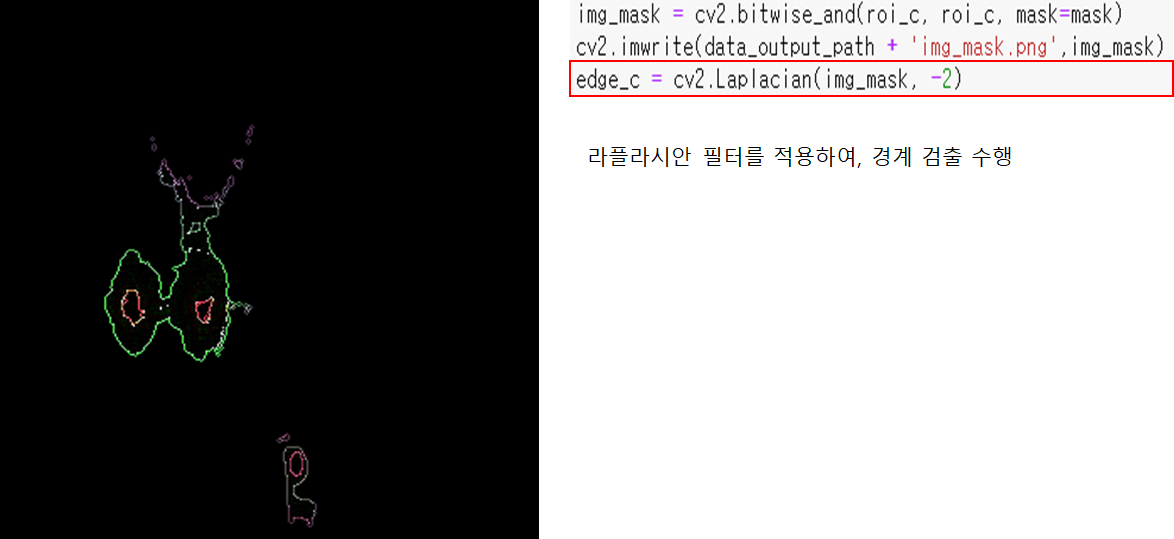 img_mask = cv2.bitwise_and(roi_c, roi_c, mask=mask)
cv2.imwrite(data_output_path + 'img_mask.png',img_mask)
edge_c = cv2.Laplacian(img_mask, -2)
라플라시안 필터를 적용하여, 경계 검출 수행